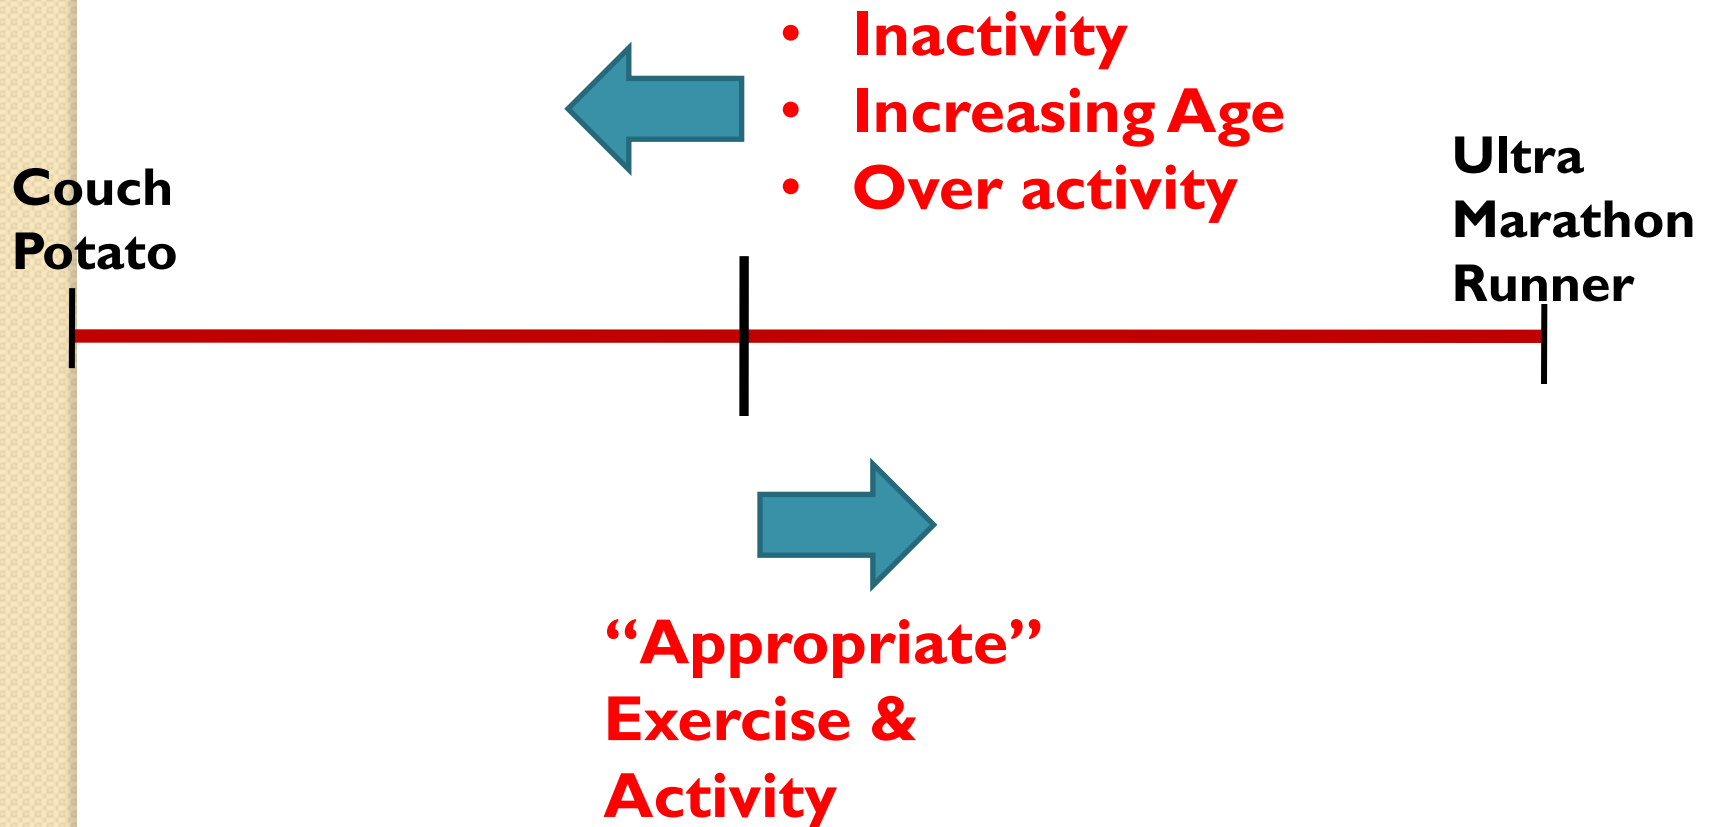 • Inactivity
• Increasing Age
• Over activity
Couch
Potato
Ultra
Marathon
Runner
“Appropriate”
Exercise &
Activity